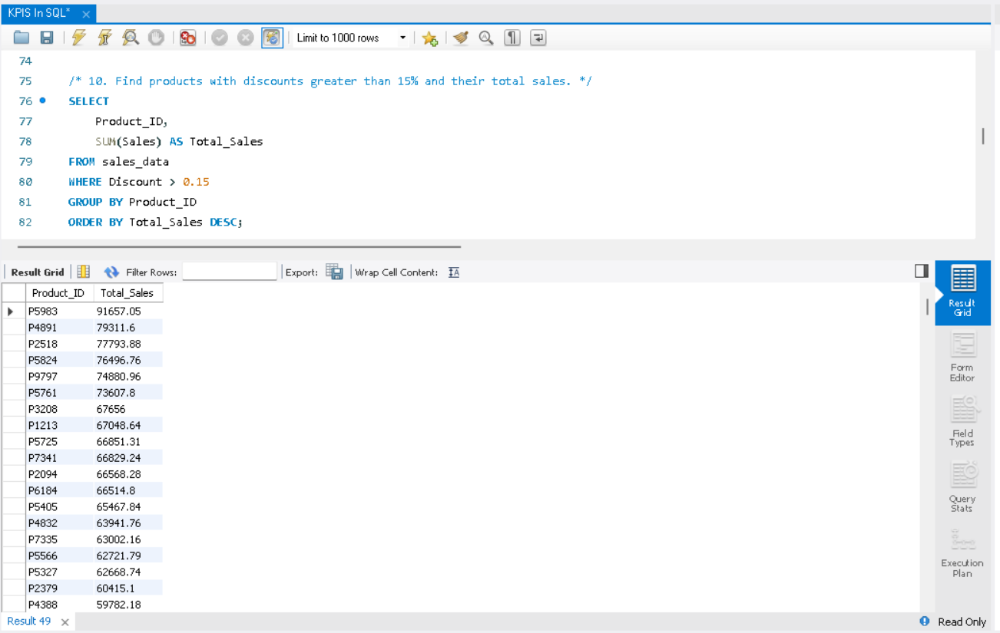 KPIS In SQL*
Limit to 1000 rows
74
75 /* 10. Find products with discounts greater than 15% and their total sales. */
76 SELECT
77 Product_ID,
78 SUM(Sales) AS Total_Sales
79 FROM sales_data
80 WHERE Discount > 0.15
81 GROUP BY Product_ID
82 ORDER BY Total_Sales DESC;
Result Grid Filter Rows: Export: Wrap Cell Content:
Product_ID Total_Sales
P5983 91657.05
P4891 79311.6
P2518 77793.88
P5824 76496.76
P9797 74880.96
P5761 73607.8
P3208 67656
P1213 67048.64
P5725 66851.31
P7341 66829.24
P2094 66568.28
P6184 66514.8
P5405 65467.84
P4832 63941.76
P7335 63002.16
P5566 62721.79
P5327 62668.74
P2379 60415.1
P4388 59782.18
Result
Grid
Form
Editor
Field
Types
Query
Stats
Execution
Plan
Result 49
Read Only